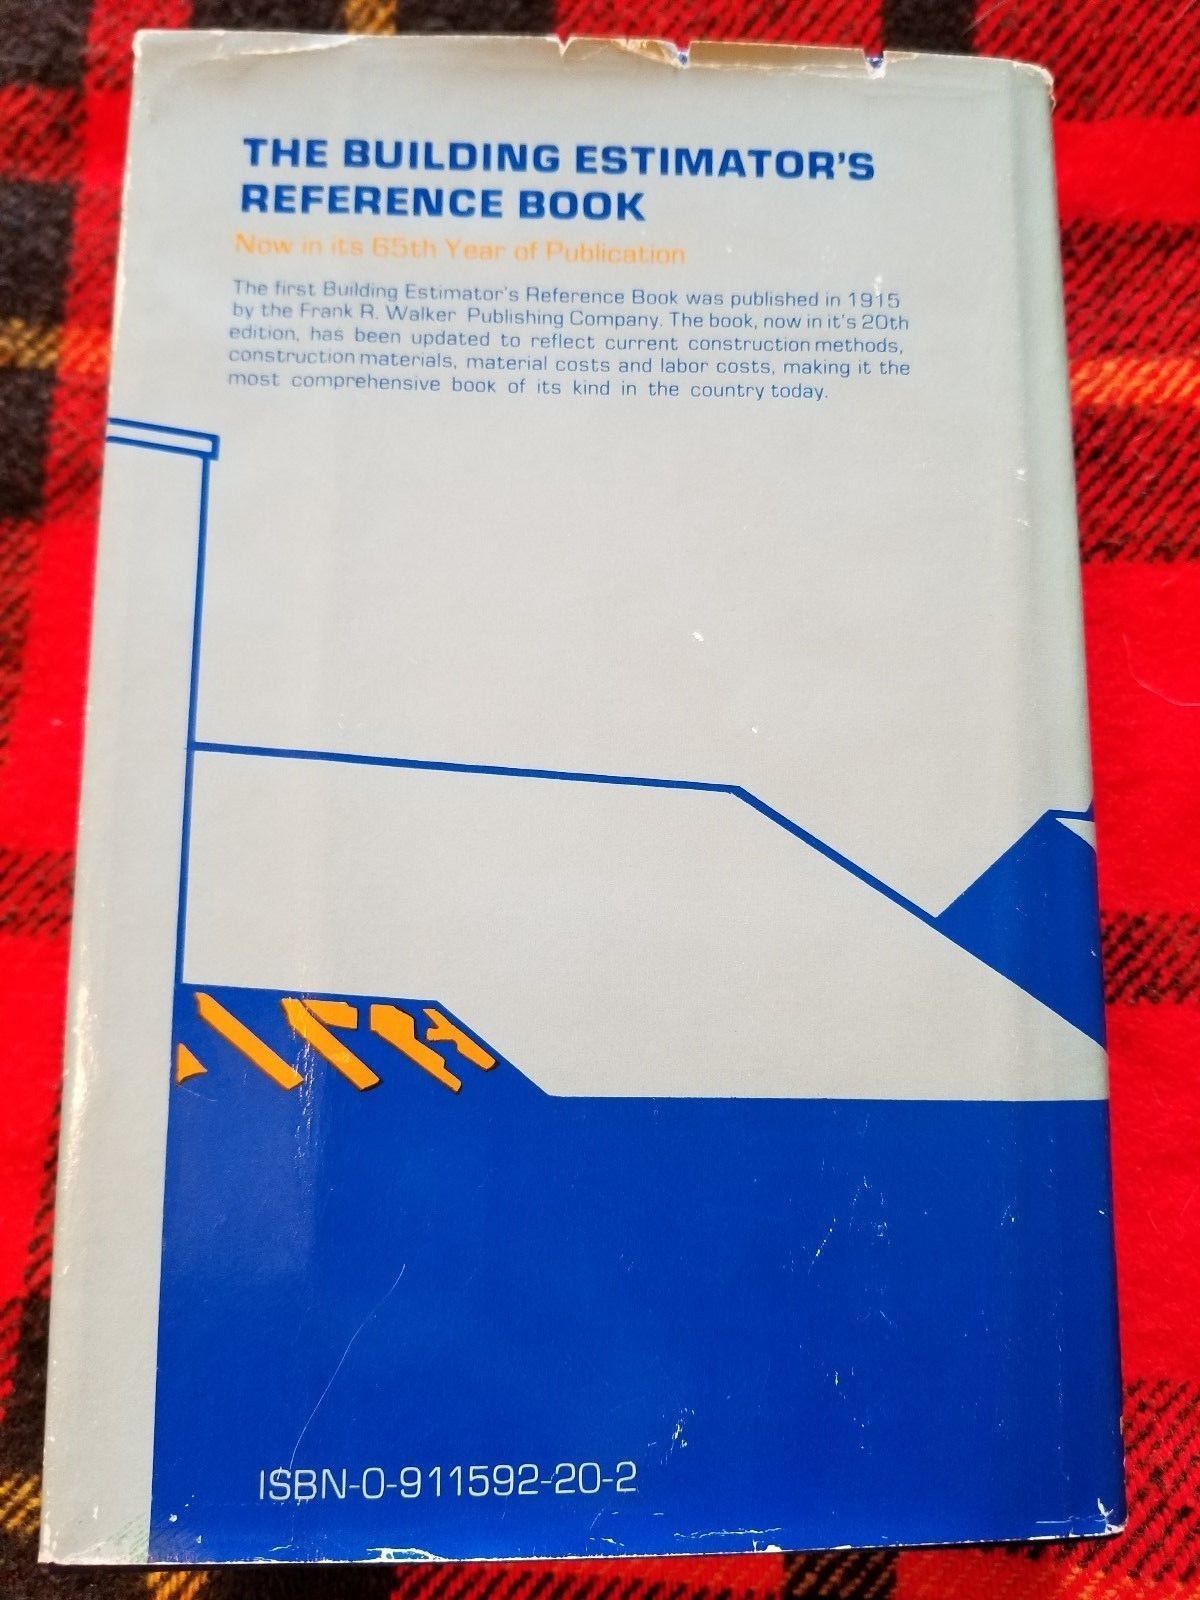 THE BUILDING ESTIMATOR'S
REFERENCE BOOK
Now in its 65th Year of Publication
The first Building Estimator's Reference Book was published in 1915
by the Frank R. Walker Publishing Company. The book, now in it's 20th
edition, has been updated to reflect current construction methods,
construction materials, material costs and labor costs, making it the
most comprehensive book of its kind in the country today.
ISBN-0-911592-20-2